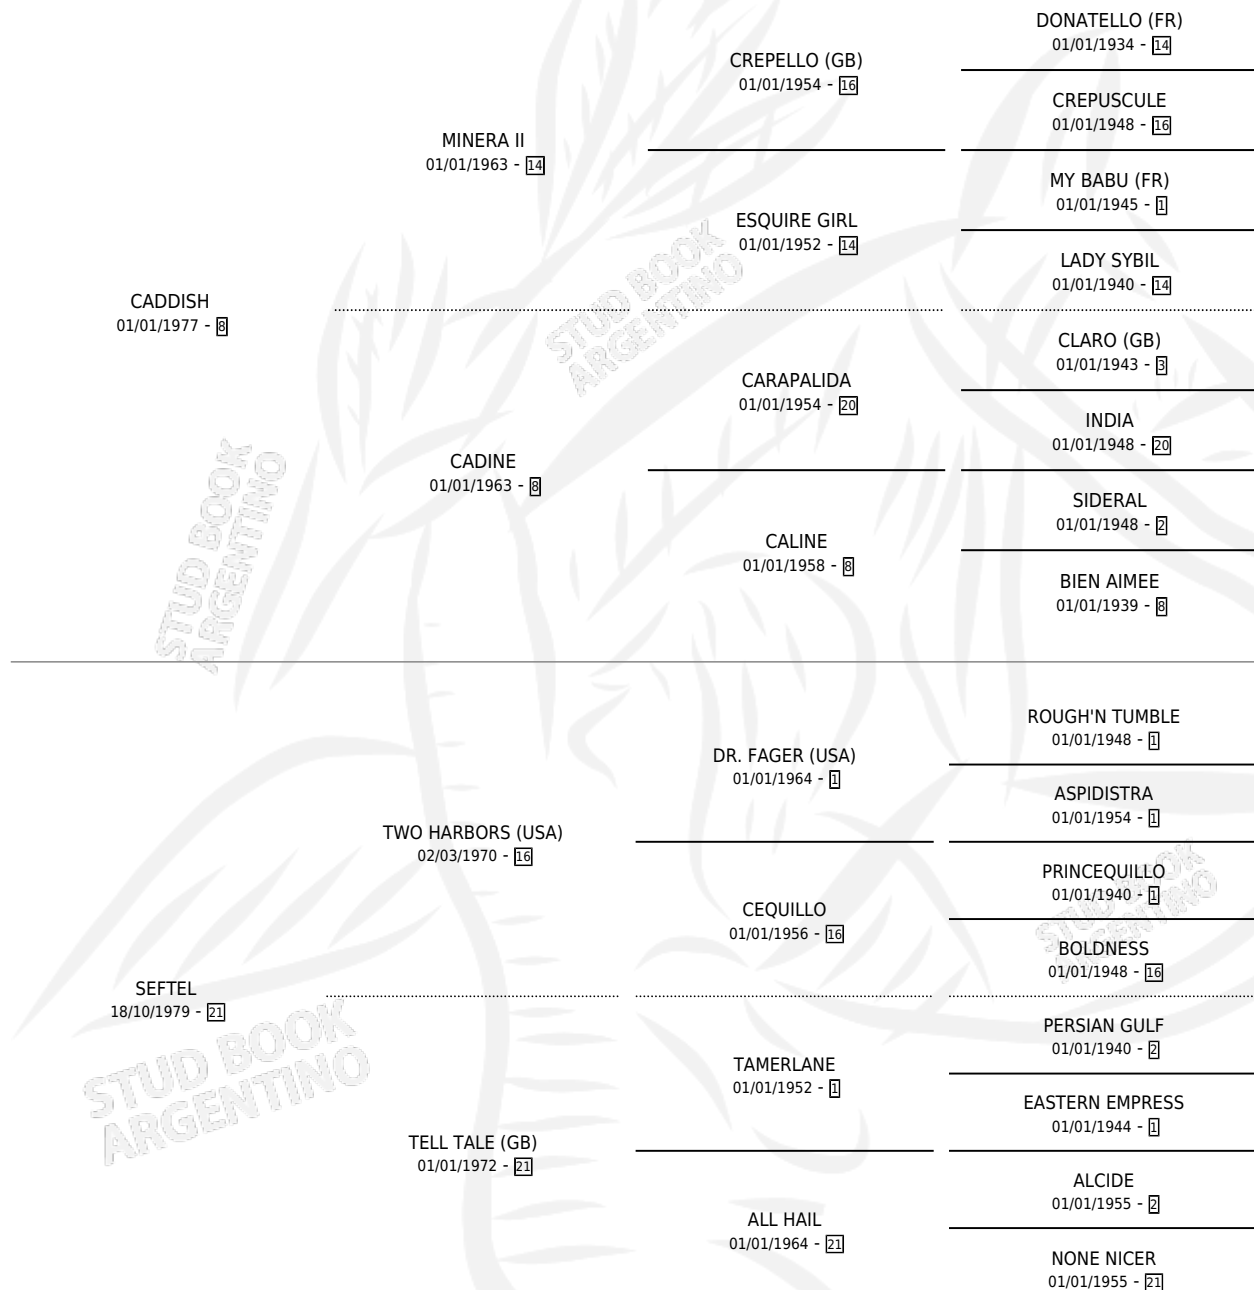 DONATELLO (FR)
01/01/1934 - 14
CREPELLO (GB)
01/01/1954 - 16
CREPUSCULE
01/01/1948 - 16
MINERA II
01/01/1963 - 14
MY BABU (FR)
01/01/1945 - 1
ESQUIRE GIRL
01/01/1952 - 14
LADY SYBIL
01/01/1940 - 14
CADDISH
01/01/1977 - 8
STUD BOOK
ARGENTINO
CLARO (GB)
01/01/1943 - 3
CARAPALIDA
01/01/1954 - 20
INDIA
01/01/1948 - 20
CADINE
01/01/1963 - 8
SIDERAL
01/01/1948 - 2
CALINE
01/01/1958 - 8
BIEN AIMEE
01/01/1939 - 8
STUD BOOK
ARGENTINO
ROUGH'N TUMBLE
01/01/1948 - 1
DR. FAGER (USA)
01/01/1964 - 1
ASPIDISTRA
01/01/1954 - 1
TWO HARBORS (USA)
02/03/1970 - 16
PRINCEQUILLO
01/01/1940 - 1
CEQUILLO
01/01/1956 - 16
STUD BOOK
ARGENTINO
BOLDNESS
01/01/1948 - 16
SEFTEL
18/10/1979 - 21
STUD BOOK
ARGENTINO
PERSIAN GULF
01/01/1940 - 2
TAMERLANE
01/01/1952 - 1
EASTERN EMPRESS
01/01/1944 - 1
TELL TALE (GB)
01/01/1972 - 21
ALCIDE
01/01/1955 - 2
ALL HAIL
01/01/1964 - 21
NONE NICER
01/01/1955 - 21